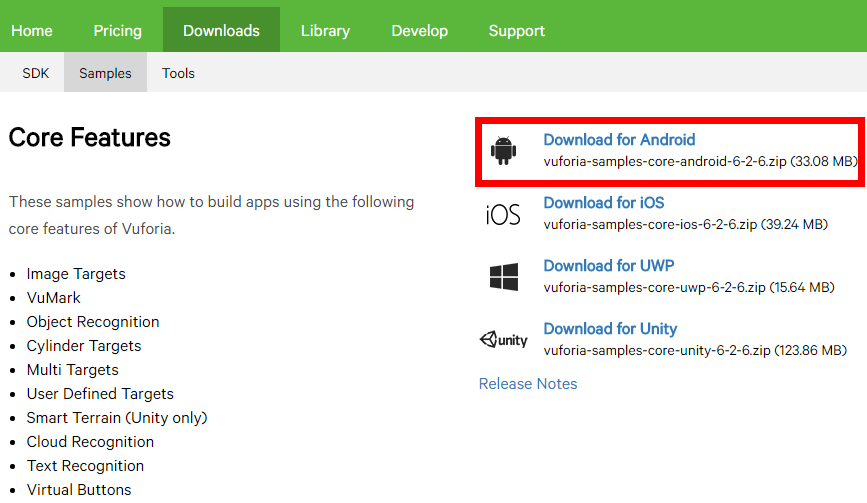 Home Pricing Downloads Library Develop Support
SDK Samples Tools
Core Features
These samples show how to build apps using the following
core features of Vuforia.
Image Targets
VuMark
Object Recognition
Cylinder Targets
Multi Targets
User Defined Targets
Smart Terrain (Unity only)
Cloud Recognition
Text Recognition
Virtual Buttons
Download for Android
vuforia-samples-core-android-6-2-6.zip (33.08 MB)
iOS
Download for iOS
vuforia-samples-core-ios-6-2-6.zip (39.24 MB)
Download for UWP
vuforia-samples-core-uwp-6-2-6.zip (15.64 MB)
unity
Download for Unity
vuforia-samples-core-unity-6-2-6.zip (123.86 MB)
Release Notes